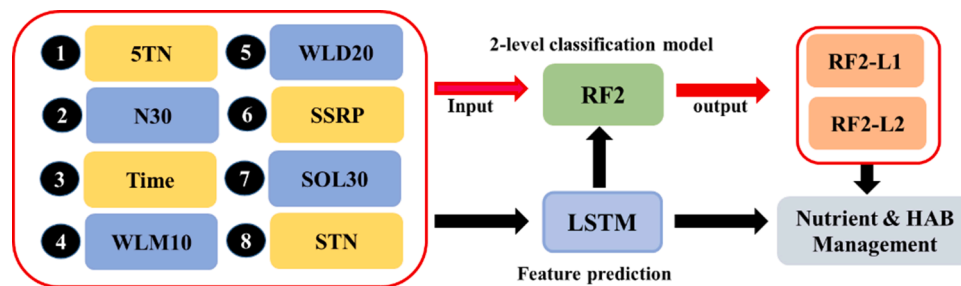 1 5TN
2 N30
3 Time
4 WLM10
5 WLD20
6 SSRP
7 SOL30
8 STN
2-level classification model
Input
RF2
output
RF2-L1
RF2-L2
LSTM
Feature prediction
Nutrient & HAB
Management